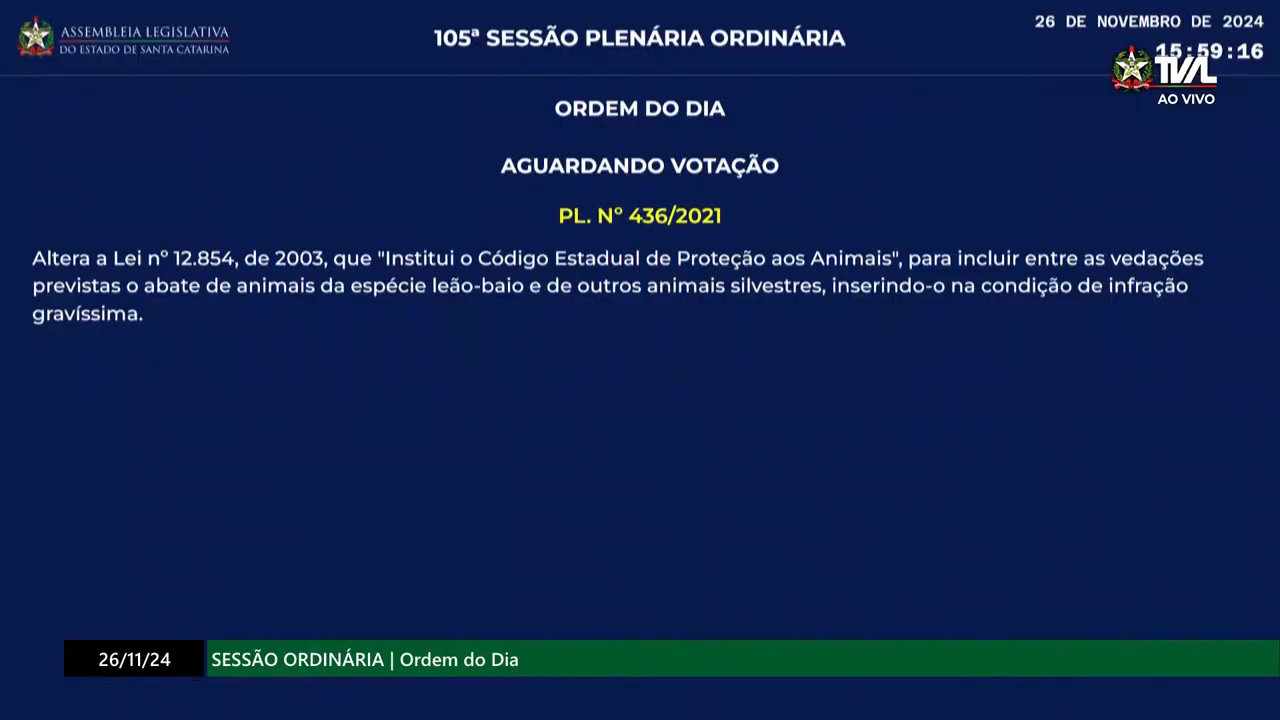 ASSEMBLEIA LEGISLATIVA
DO ESTADO DE SANTA CATARINA
105ª SESSÃO PLENÁRIA ORDINÁRIA
26 DE NOVEMBRO DE 2024
15:59:16
TVAL
AO VIVO
ORDEM DO DIA
AGUARDANDO VOTAÇÃO
PL. Nº 436/2021
Altera a Lei nº 12.854, de 2003, que "Institui o Código Estadual de Proteção aos Animais", para incluir entre as vedações
previstas o abate de animais da espécie leão-baio e de outros animais silvestres, inserindo-o na condição de infração
gravíssima.
26/11/24
SESSÃO ORDINÁRIA | Ordem do Dia